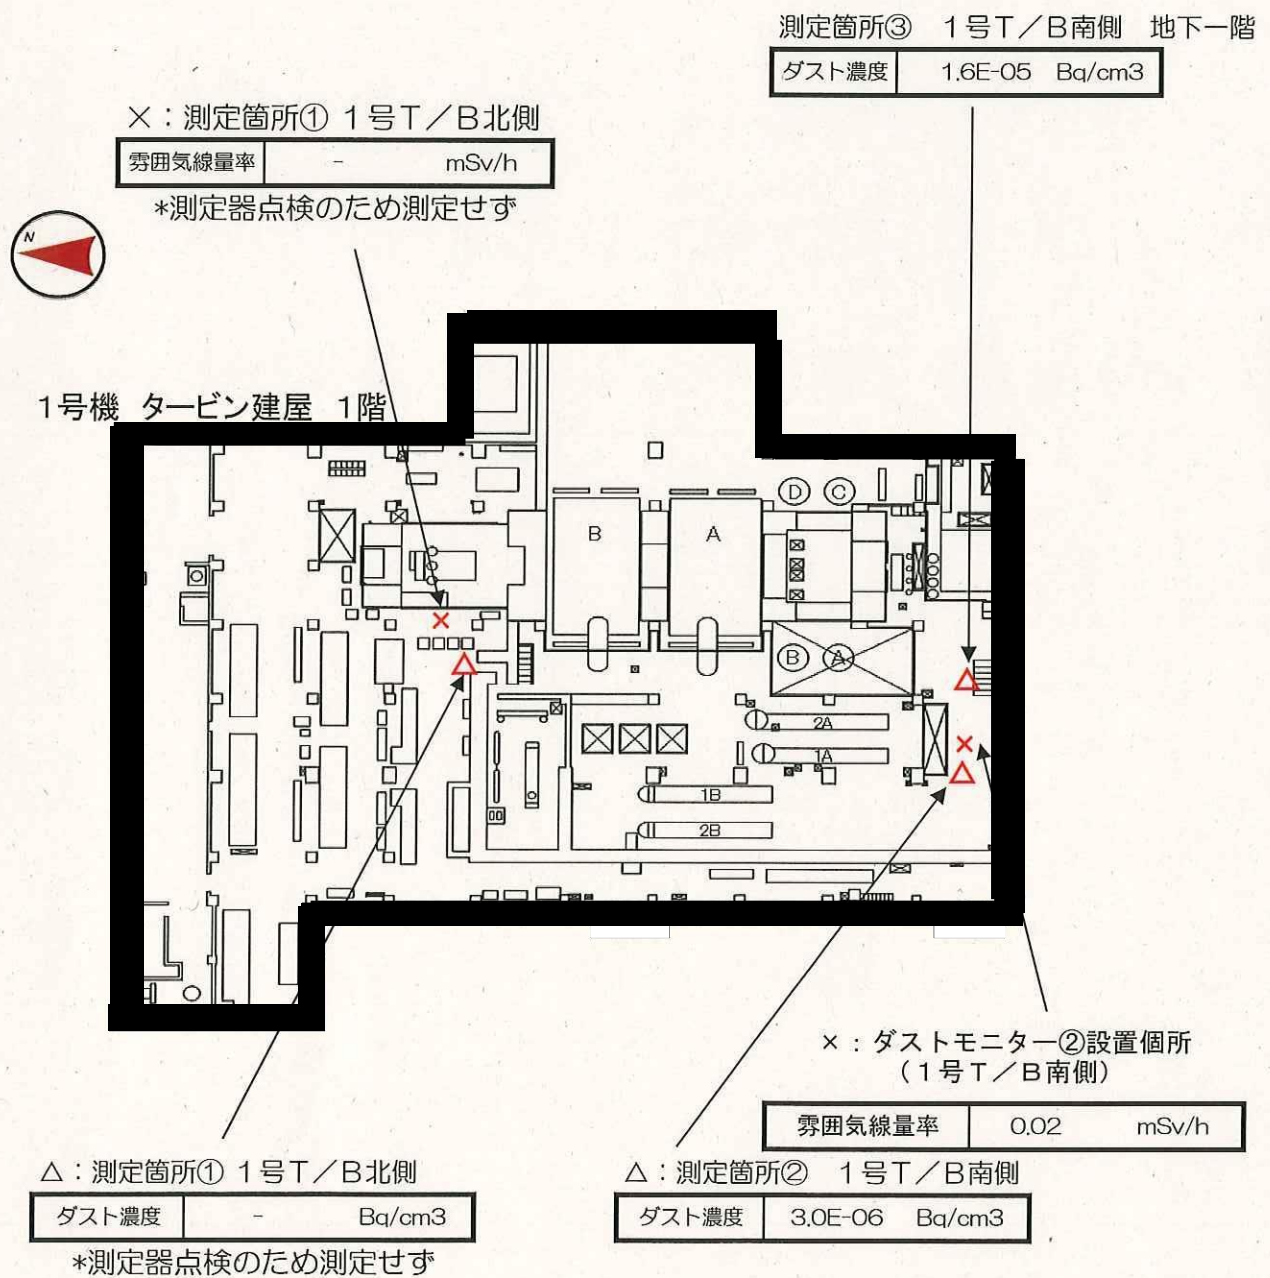 測定箇所③ 1号T/B南側 地下一階
ダスト濃度 1.6E-05 Bq/cm3
×:測定箇所① 1号T/B北側
雰囲気線量率 - mSv/h
*測定器点検のため測定せず
N
1号機 タービン建屋 1階
D C
B A
B A
2A
1A
1B
2B
×:ダストモニター②設置個所
(1号T/B南側)
雰囲気線量率 0.02 mSv/h
△:測定箇所① 1号T/B北側
ダスト濃度 - Bq/cm3
*測定器点検のため測定せず
△:測定箇所② 1号T/B南側
ダスト濃度 3.0E-06 Bq/cm3